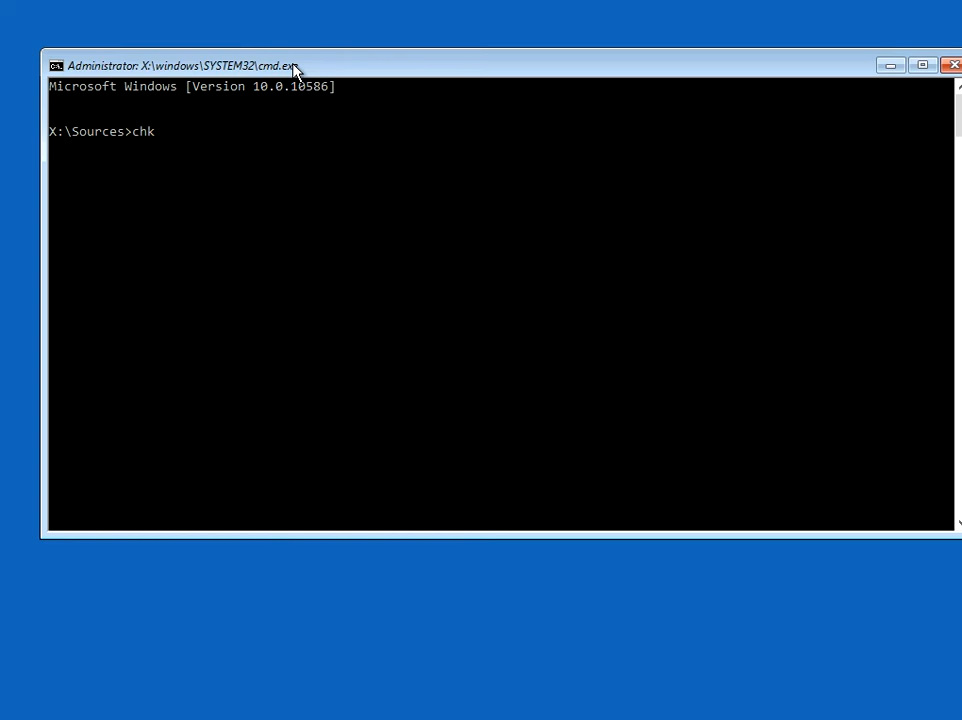 Administrator: X:\windows\SYSTEM32\cmd.exe
Microsoft Windows [Version 10.0.10586]
X:\Sources>chk